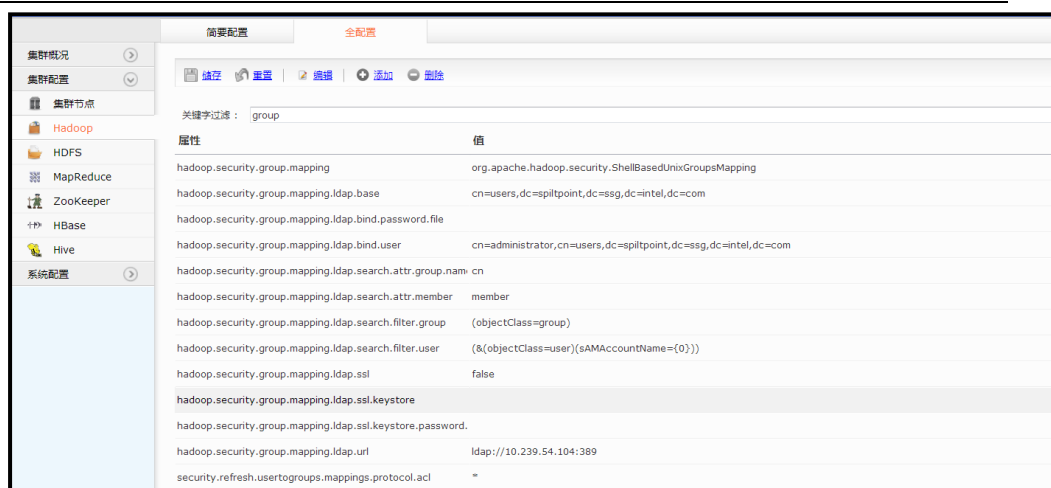 简要配置 全配置
集群概况
集群配置
集群节点
Hadoop
HDFS
MapReduce
ZooKeeper
HBase
Hive
系统配置
储存 重置 编辑 添加 删除
关键字过滤： group
属性 值
hadoop.security.group.mapping org.apache.hadoop.security.ShellBasedUnixGroupsMapping
hadoop.security.group.mapping.ldap.base cn=users,dc=spiltpoint,dc=ssg,dc=intel,dc=com
hadoop.security.group.mapping.ldap.bind.password.file
hadoop.security.group.mapping.ldap.bind.user cn=administrator,cn=users,dc=spiltpoint,dc=ssg,dc=intel,dc=com
hadoop.security.group.mapping.ldap.search.attr.group.nam cn
hadoop.security.group.mapping.ldap.search.attr.member member
hadoop.security.group.mapping.ldap.search.filter.group (objectClass=group)
hadoop.security.group.mapping.ldap.search.filter.user (&(objectClass=user)(sAMAccountName={0}))
hadoop.security.group.mapping.ldap.ssl false
hadoop.security.group.mapping.ldap.ssl.keystore
hadoop.security.group.mapping.ldap.ssl.keystore.password.
hadoop.security.group.mapping.ldap.url ldap://10.239.54.104:389
security.refresh.usertogroups.mappings.protocol.acl *